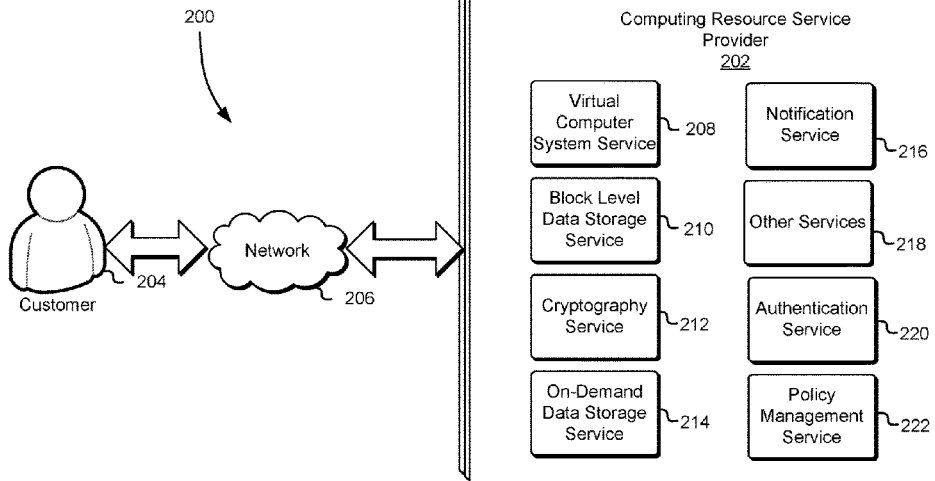 200
Computing Resource Service
Provider
202
Virtual
Computer
System Service
208
Notification
Service
216
Block Level
Data Storage
Service
210
Other Services
218
Customer
204
Network
206
Cryptography
Service
212
Authentication
Service
220
On-Demand
Data Storage
Service
214
Policy
Management
Service
222